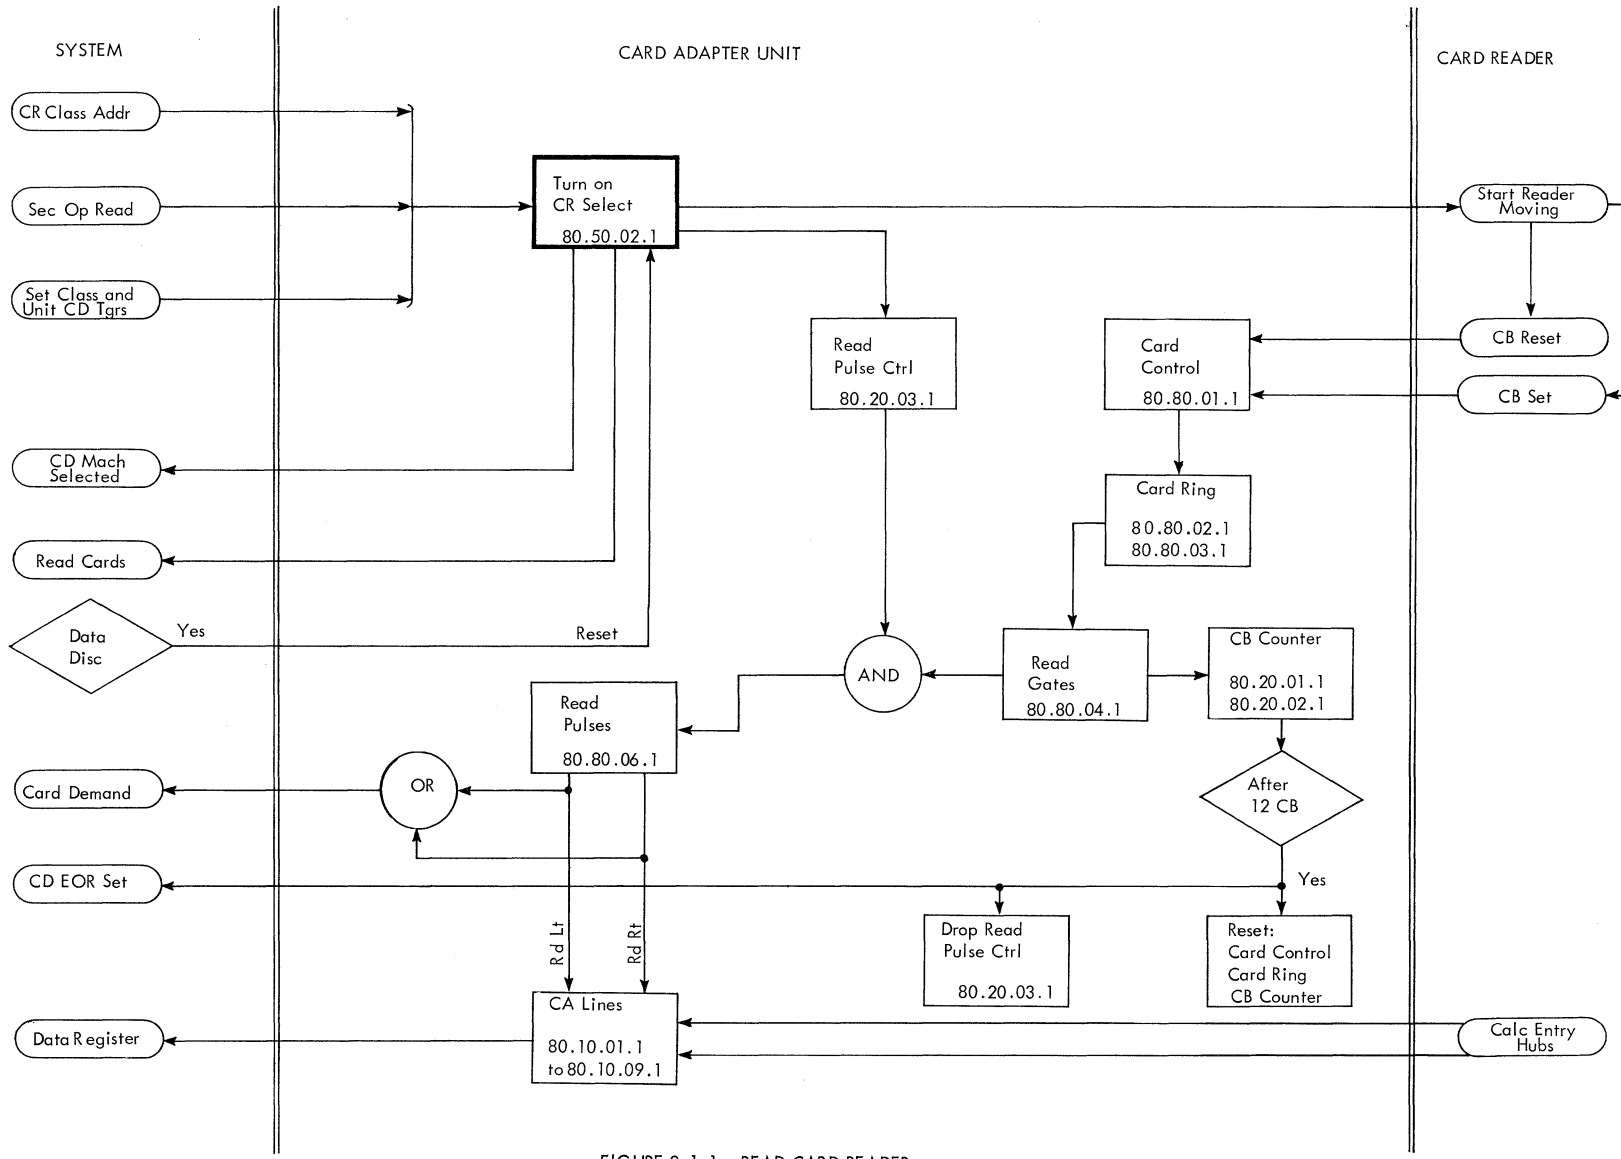 SYSTEM
CARD ADAPTER UNIT
CARD READER
CR Class Addr
Sec Op Read
Set Class and
Unit CD Tgrs
Turn on
CR Select
80.50.02.1
Start Reader
Moving
Read
Pulse Ctrl
80.20.03.1
Card
Control
80.80.01.1
CB Reset
CB Set
CD Mach
Selected
Card Ring
80.80.02.1
80.80.03.1
Read Cards
Data
Disc
Yes
Reset
AND
Read
Gates
80.80.04.1
CB Counter
80.20.01.1
80.20.02.1
Read
Pulses
80.80.06.1
Card Demand
OR
After
12 CB
CD EOR Set
Yes
Rd Lt
Rd Rt
Drop Read
Pulse Ctrl
80.20.03.1
Reset:
Card Control
Card Ring
CB Counter
CA Lines
80.10.01.1
to 80.10.09.1
Data Register
Calc Entry
Hubs
READ CARD READER